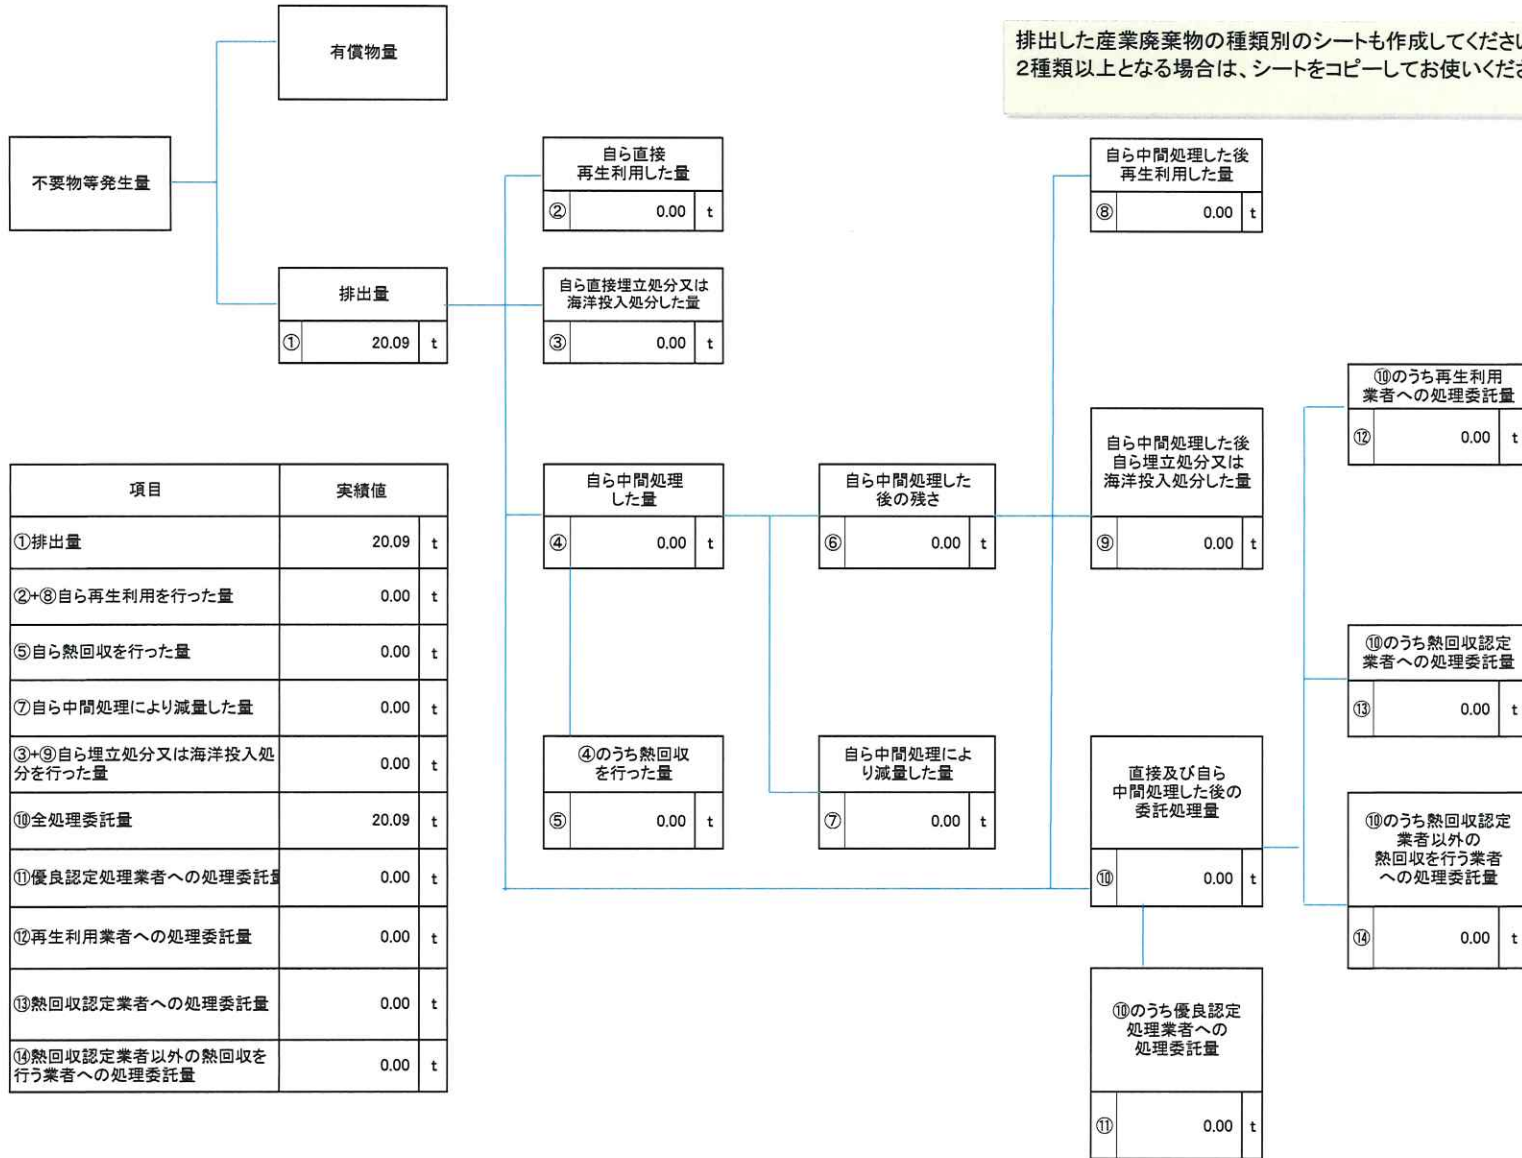 有償物量
排出した産業廃棄物の種類別のシートも作成してください
2種類以上となる場合は、シートをコピーしてお使いくださ
不要物等発生量
自ら直接
再生利用した量
② 0.00 t
自ら中間処理した後
再生利用した量
⑧ 0.00 t
排出量
① 20.09 t
自ら直接埋立処分又は
海洋投入処分した量
③ 0.00 t
⑩のうち再生利用
業者への処理委託量
⑫ 0.00 t
自ら中間処理した後
自ら埋立処分又は
海洋投入処分した量
⑨ 0.00 t
自ら中間処理
した量
④ 0.00 t
自ら中間処理した
後の残さ
⑥ 0.00 t
⑩のうち熱回収認定
業者への処理委託量
⑬ 0.00 t
④のうち熱回収
を行った量
⑤ 0.00 t
自ら中間処理によ
り減量した量
⑦ 0.00 t
直接及び自ら
中間処理した後の
委託処理量
⑩ 0.00 t
⑩のうち熱回収認定
業者以外の
熱回収を行う業者
への処理委託量
⑭ 0.00 t
⑩のうち優良認定
処理業者への
処理委託量
⑪ 0.00 t
項目 実績値
①排出量 20.09 t
②+⑧自ら再生利用を行った量 0.00 t
⑤自ら熱回収を行った量 0.00 t
⑦自ら中間処理により減量した量 0.00 t
③+⑨自ら埋立処分又は海洋投入処
分を行った量 0.00 t
⑩全処理委託量 20.09 t
⑪優良認定処理業者への処理委託量 0.00 t
⑫再生利用業者への処理委託量 0.00 t
⑬熱回収認定業者への処理委託量 0.00 t
⑭熱回収認定業者以外の熱回収を
行う業者への処理委託量 0.00 t